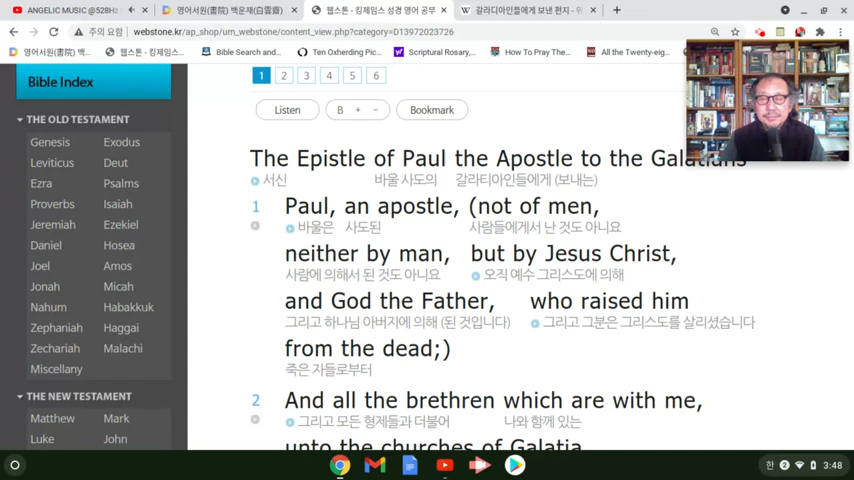 ANGELIC MUSIC @528Hz
영어서원(書院) 백운재(白雲齋)
웹스톤 - 킹제임스 성경 영어 공부
갈라디아인들에게 보낸 편지 - 위
주의 요함
webstone.kr/ap_shop/um_webstone/content_view.php?category=D13972023726
영어서원(書院) 백...
웹스톤 - 킹제임스...
Bible Search and...
Ten Oxherding Pic...
Scriptural Rosary,...
How To Pray The...
All the Twenty-eig...
Bible Index
1 2 3 4 5 6
Listen B + - Bookmark
THE OLD TESTAMENT
Genesis Exodus
Leviticus Deut
Ezra Psalms
Proverbs Isaiah
Jeremiah Ezekiel
Daniel Hosea
Joel Amos
Jonah Micah
Nahum Habakkuk
Zephaniah Haggai
Zechariah Malachi
Miscellany
THE NEW TESTAMENT
Matthew Mark
Luke John
The Epistle of Paul the Apostle to the Galatians
서신 바울 사도의 갈라티아인들에게 (보내는)
1 Paul, an apostle, (not of men,
바울은 사도된 사람들에게서 난 것도 아니요
neither by man, but by Jesus Christ,
사람에 의해서 된 것도 아니요 오직 예수 그리스도에 의해
and God the Father, who raised him
그리고 하나님 아버지에 의해 (된 것입니다) 그리고 그분은 그리스도를 살리셨습니다
from the dead;)
죽은 자들로부터
2 And all the brethren which are with me,
그리고 모든 형제들과 더불어 나와 함께 있는
unto the churches of Galatia
한 2 3:48